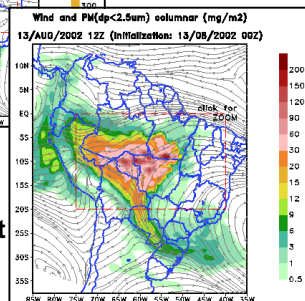 300
Wind and PM(dp<2.5um) columnar (mg/m2)
13/AUG/2002 12Z (initialization: 13/08/2002 00Z)
click for
ZOOM
10N
5N
EQ
5S
10S
15S
20S
25S
30S
35S
85W 80W 75W 70W 65W 60W 55W 50W 45W 40W 35W
200
150
120
90
60
30
20
15
12
9
6
3
1
0.5
t